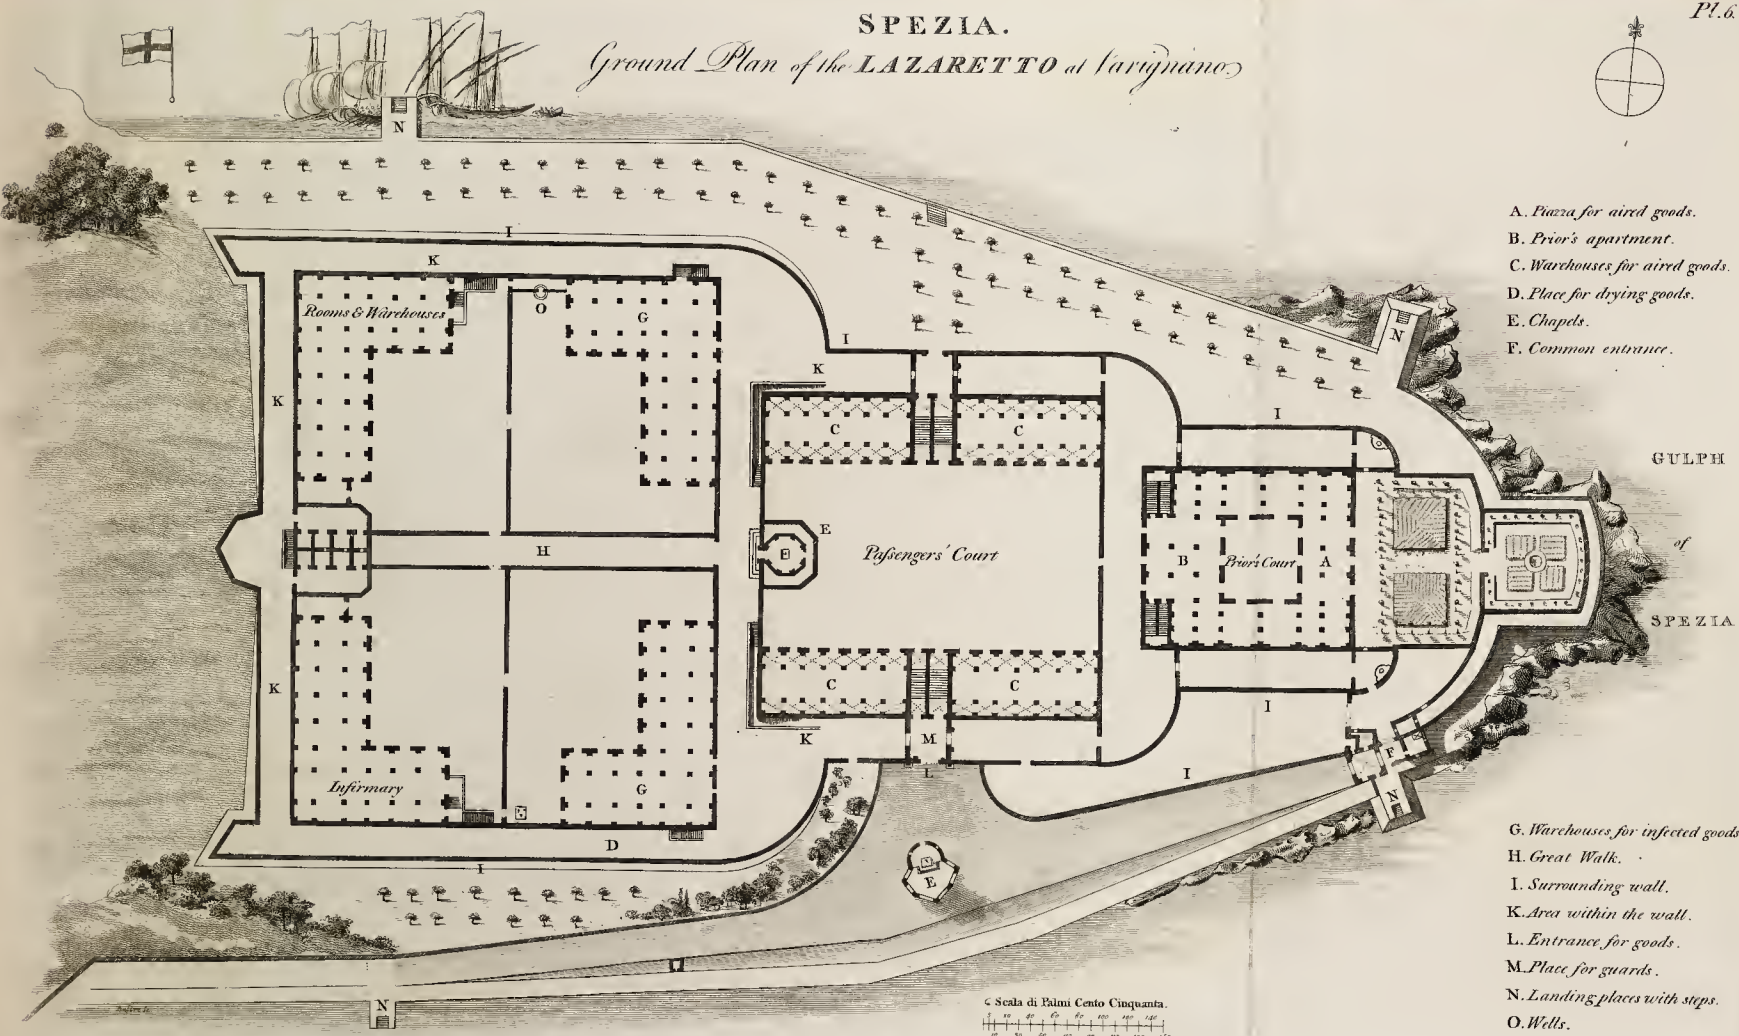 Pl.6.
SPEZIA.
Ground Plan of the LAZARETTO at Varignano.
N
A. Piazza for aired goods.
B. Prior's apartment.
C. Warehouses for aired goods.
D. Place for drying goods.
E. Chapels.
F. Common entrance.
I
K
Rooms & Warehouses
O
G
I
N
K
K
C
C
I
GULPH
of
SPEZIA
E
E
H
Passengers' Court
B
Prior's Court
A
K
C
C
I
K
M
F
L
I
Infirmary
G
N
D
I
E
G. Warehouses for infected goods
H. Great Walk.
I. Surrounding wall.
K. Area within the wall.
L. Entrance for goods.
M. Place for guards.
N. Landing places with steps.
O. Wells.
N
Scala di Palmi Cento Cinquanta.